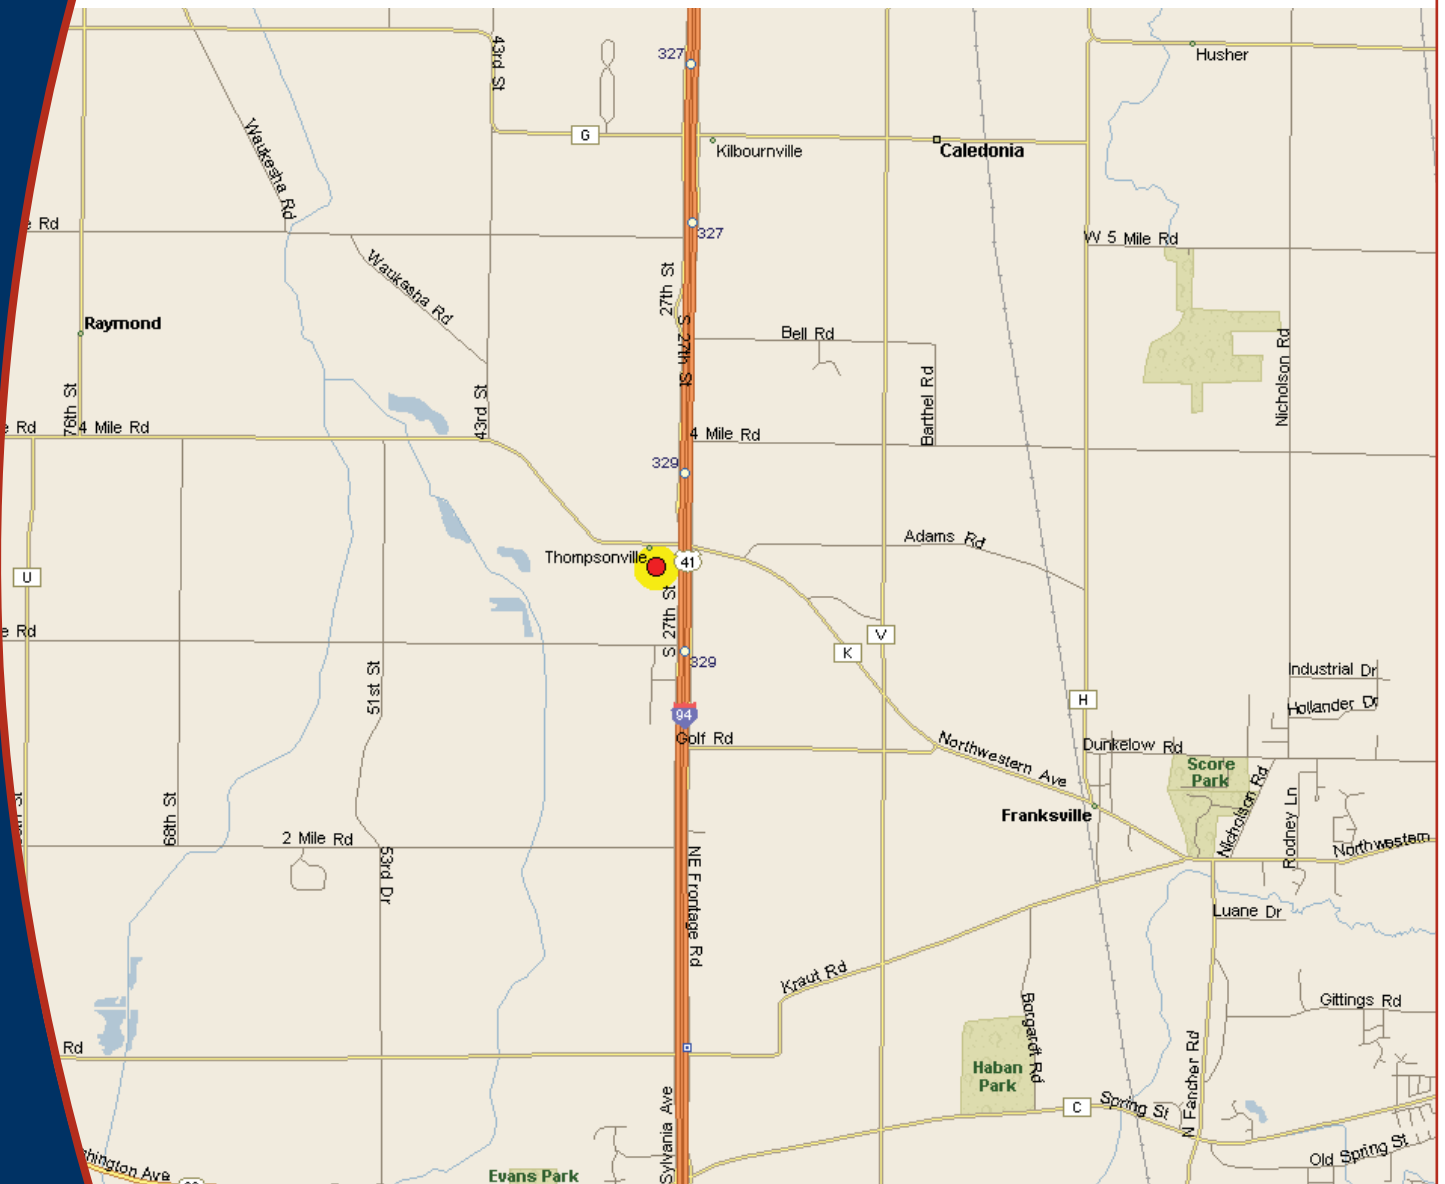 43rd St
327
Husher
G
Kilbournville
Caledonia
Waukesha Rd
Rd
327
W 5 Mile Rd
27th St
Waukesha Rd
Raymond
S 27th St
Bell Rd
Nicholson Rd
Barthel Rd
76th St
43rd St
Rd
4 Mile Rd
4 Mile Rd
329
Adams Rd
Thompsonville
41
U
S 27th St
Rd
V
K
329
51st St
Industrial Dr
H
Hollander Dr
94
Golf Rd
Northwestern Ave
Dunkelow Rd
Score
Park
Nicholson Rd
Rodney Ln
68th St
Franksville
2 Mile Rd
53rd Dr
Northwestern
NE Frontage Rd
Luane Dr
Kraut Rd
Borgardt Rd
Gittings Rd
Rd
N Fancher Rd
Haban
Park
C
Spring St
Sylvania Ave
Old Spring St
hington Ave
Evans Park